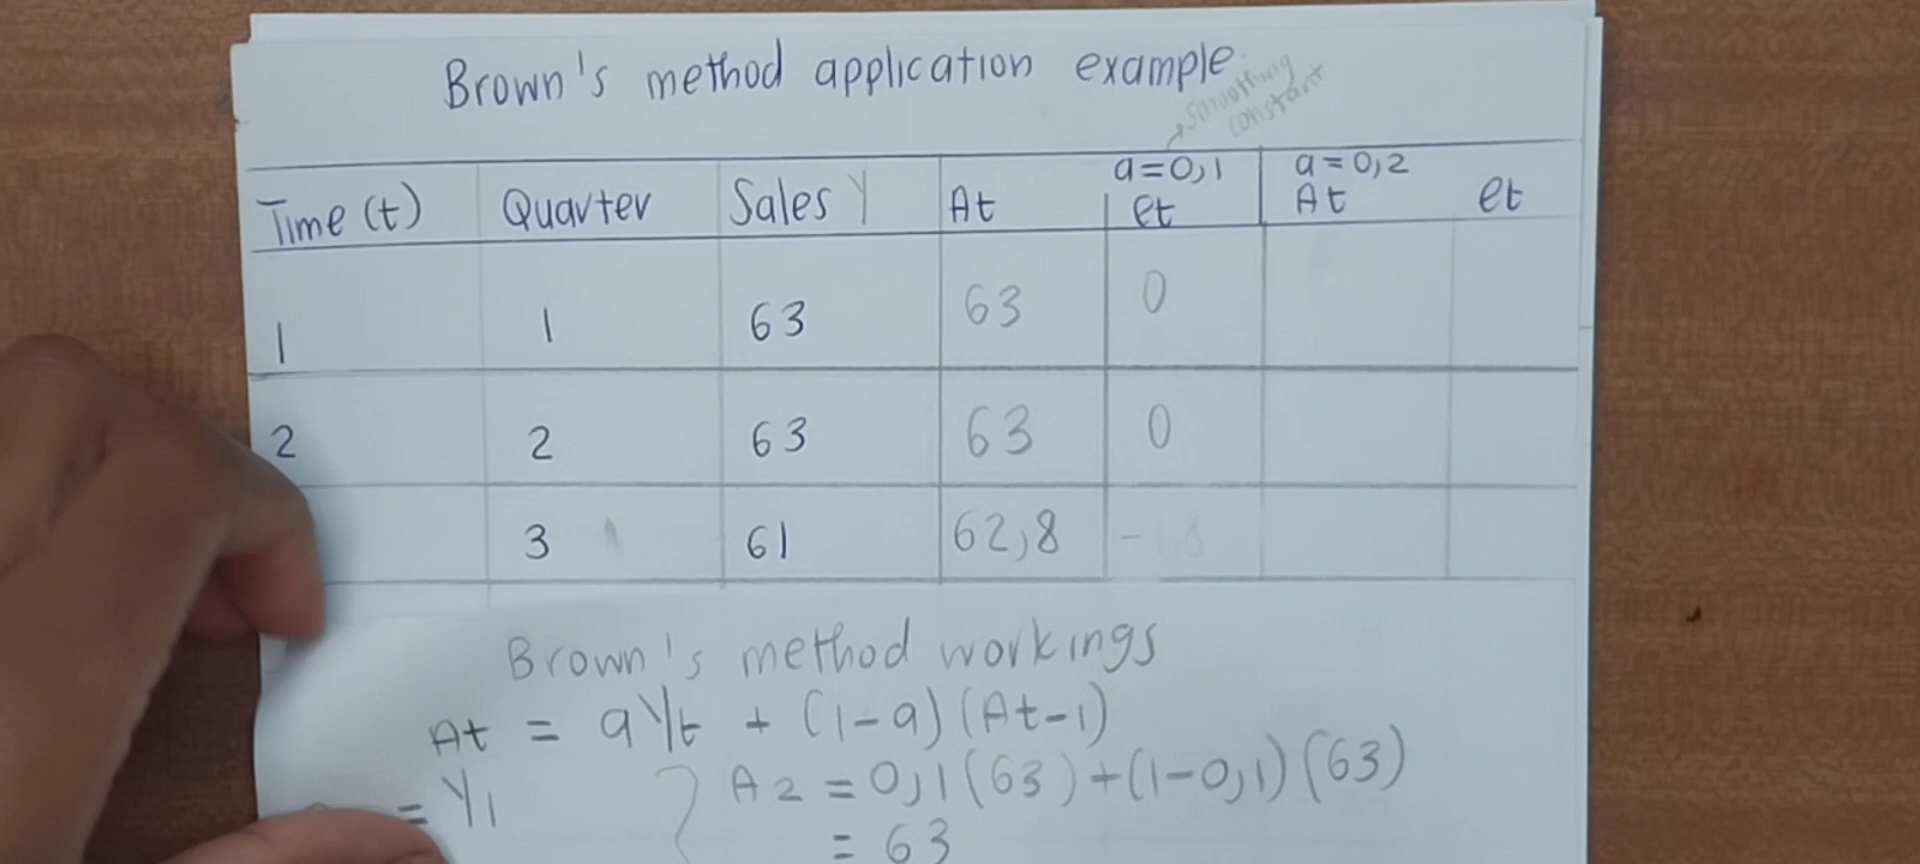 Brown's method application example
smoothing
constant
a=0,1 a=0,2
Time (t) Quarter Sales Y At et At et
1 1 63 63 0
2 2 63 63 0
3 61 62,8 -
Brown's method workings
At = aYt + (1-a)(At-1)
= Y1 A2 = 0,1(63)+(1-0,1)(63)
= 63